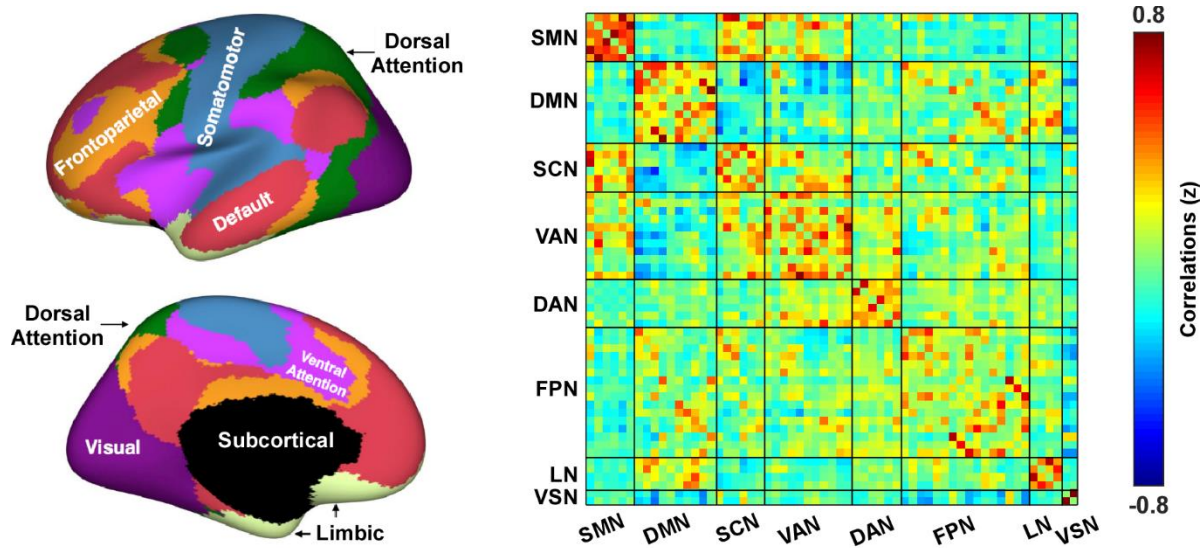 Dorsal
Attention
Somatomotor
Frontoparietal
Default
Dorsal
Attention
Ventral
Attention
Visual
Subcortical
Limbic
SMN
DMN
SCN
VAN
DAN
FPN
LN
VSN
SMN DMN SCN VAN DAN FPN LN VSN
0.8
Correlations (z)
-0.8